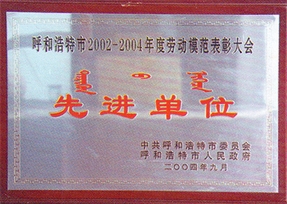 呼和浩特市2002-2004年度劳动模范表彰大会
先进单位
中共呼和浩特市委员会
呼和浩特市人民政府
二〇〇四年九月